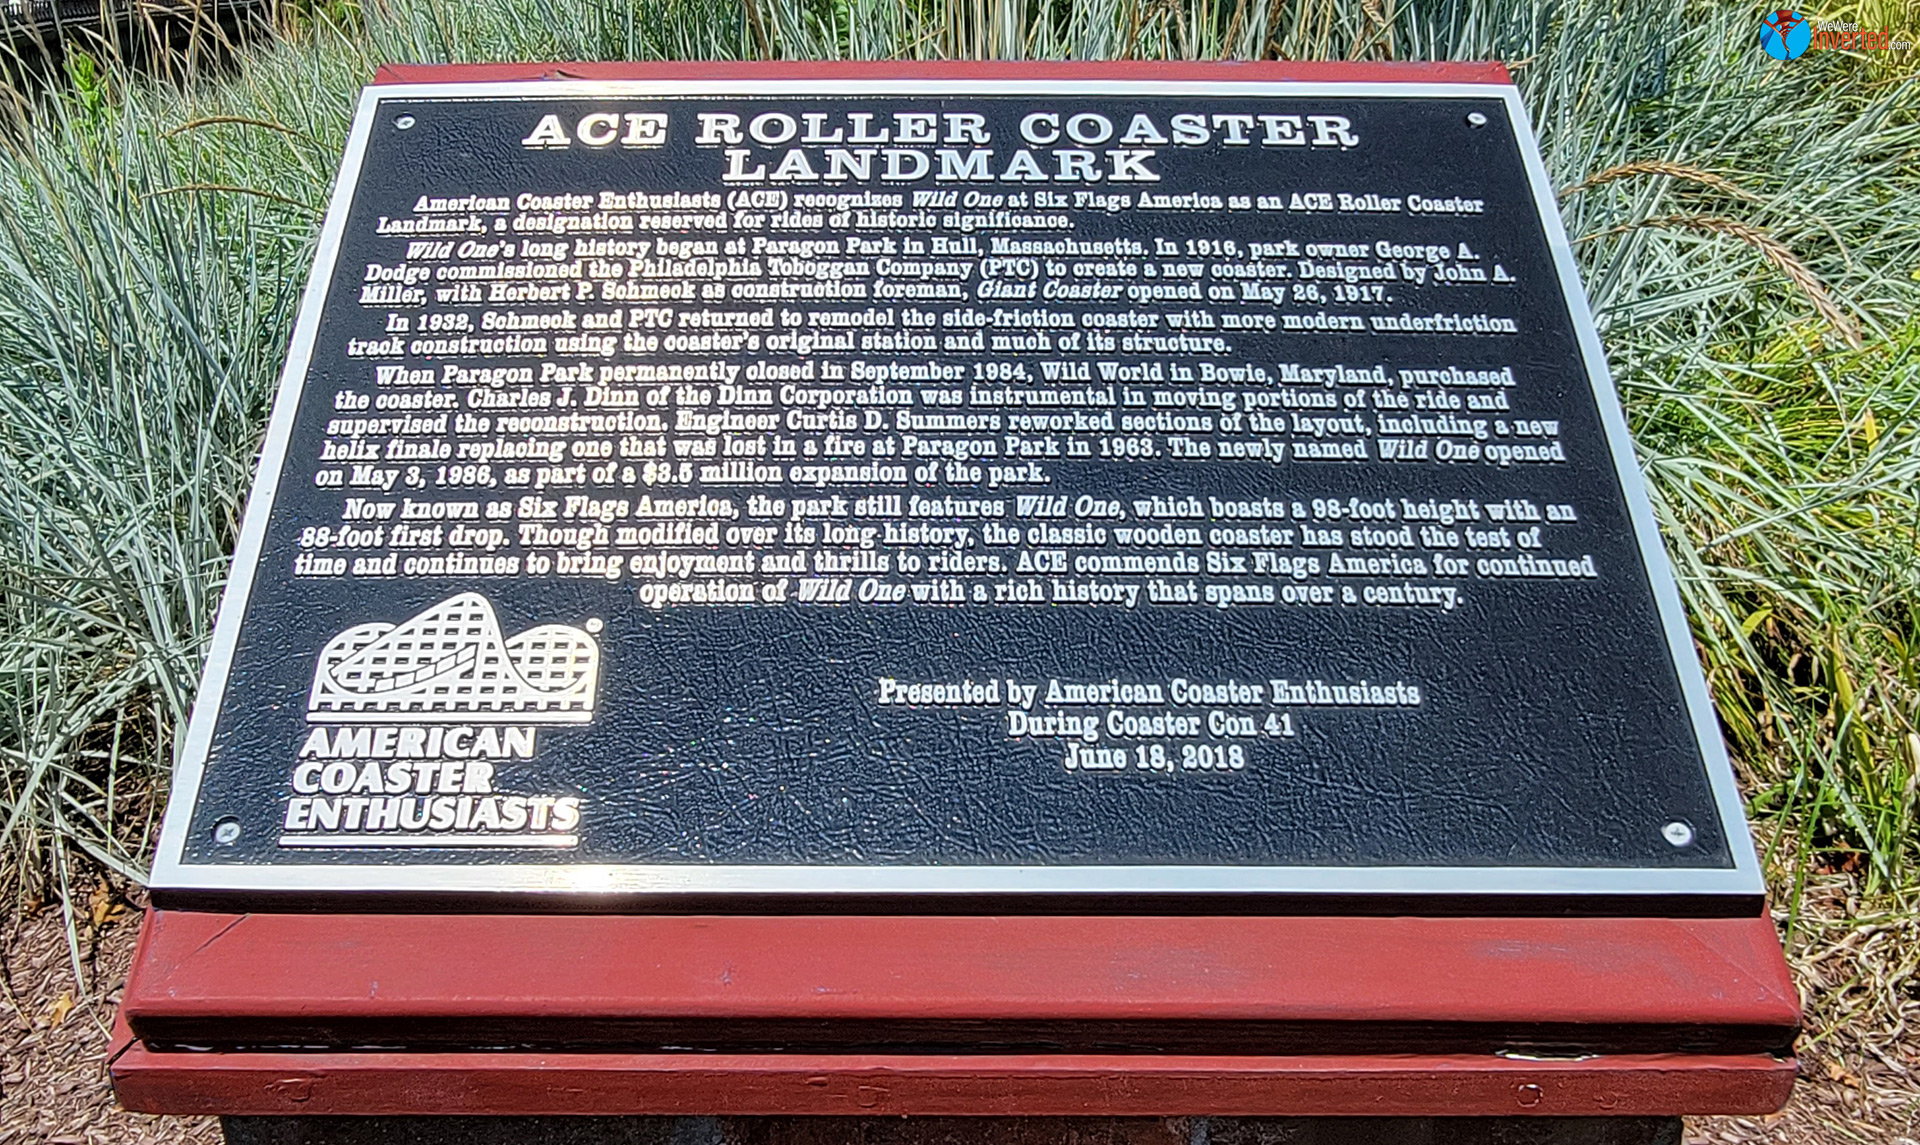 WeWere
Inverted.com
ACE ROLLER COASTER
LANDMARK
American Coaster Enthusiasts (ACE) recognizes Wild One at Six Flags America as an ACE Roller Coaster
Landmark, a designation reserved for rides of historic significance.
Wild One's long history began at Paragon Park in Hull, Massachusetts. In 1916, park owner George A.
Dodge commissioned the Philadelphia Toboggan Company (PTC) to create a new coaster. Designed by John A.
Miller, with Herbert P. Schmeck as construction foreman, Giant Coaster opened on May 26, 1917.
In 1932, Schmeck and PTC returned to remodel the side-friction coaster with more modern underfriction
track construction using the coaster's original station and much of its structure.
When Paragon Park permanently closed in September 1984, Wild World in Bowie, Maryland, purchased
the coaster. Charles J. Dinn of the Dinn Corporation was instrumental in moving portions of the ride and
supervised the reconstruction. Engineer Curtis D. Summers reworked sections of the layout, including a new
helix finale replacing one that was lost in a fire at Paragon Park in 1963. The newly named Wild One opened
on May 3, 1986, as part of a $3.5 million expansion of the park.
Now known as Six Flags America, the park still features Wild One, which boasts a 98-foot height with an
88-foot first drop. Though modified over its long history, the classic wooden coaster has stood the test of
time and continues to bring enjoyment and thrills to riders. ACE commends Six Flags America for continued
operation of Wild One with a rich history that spans over a century.
Presented by American Coaster Enthusiasts
During Coaster Con 41
June 18, 2018
AMERICAN
COASTER
ENTHUSIASTS